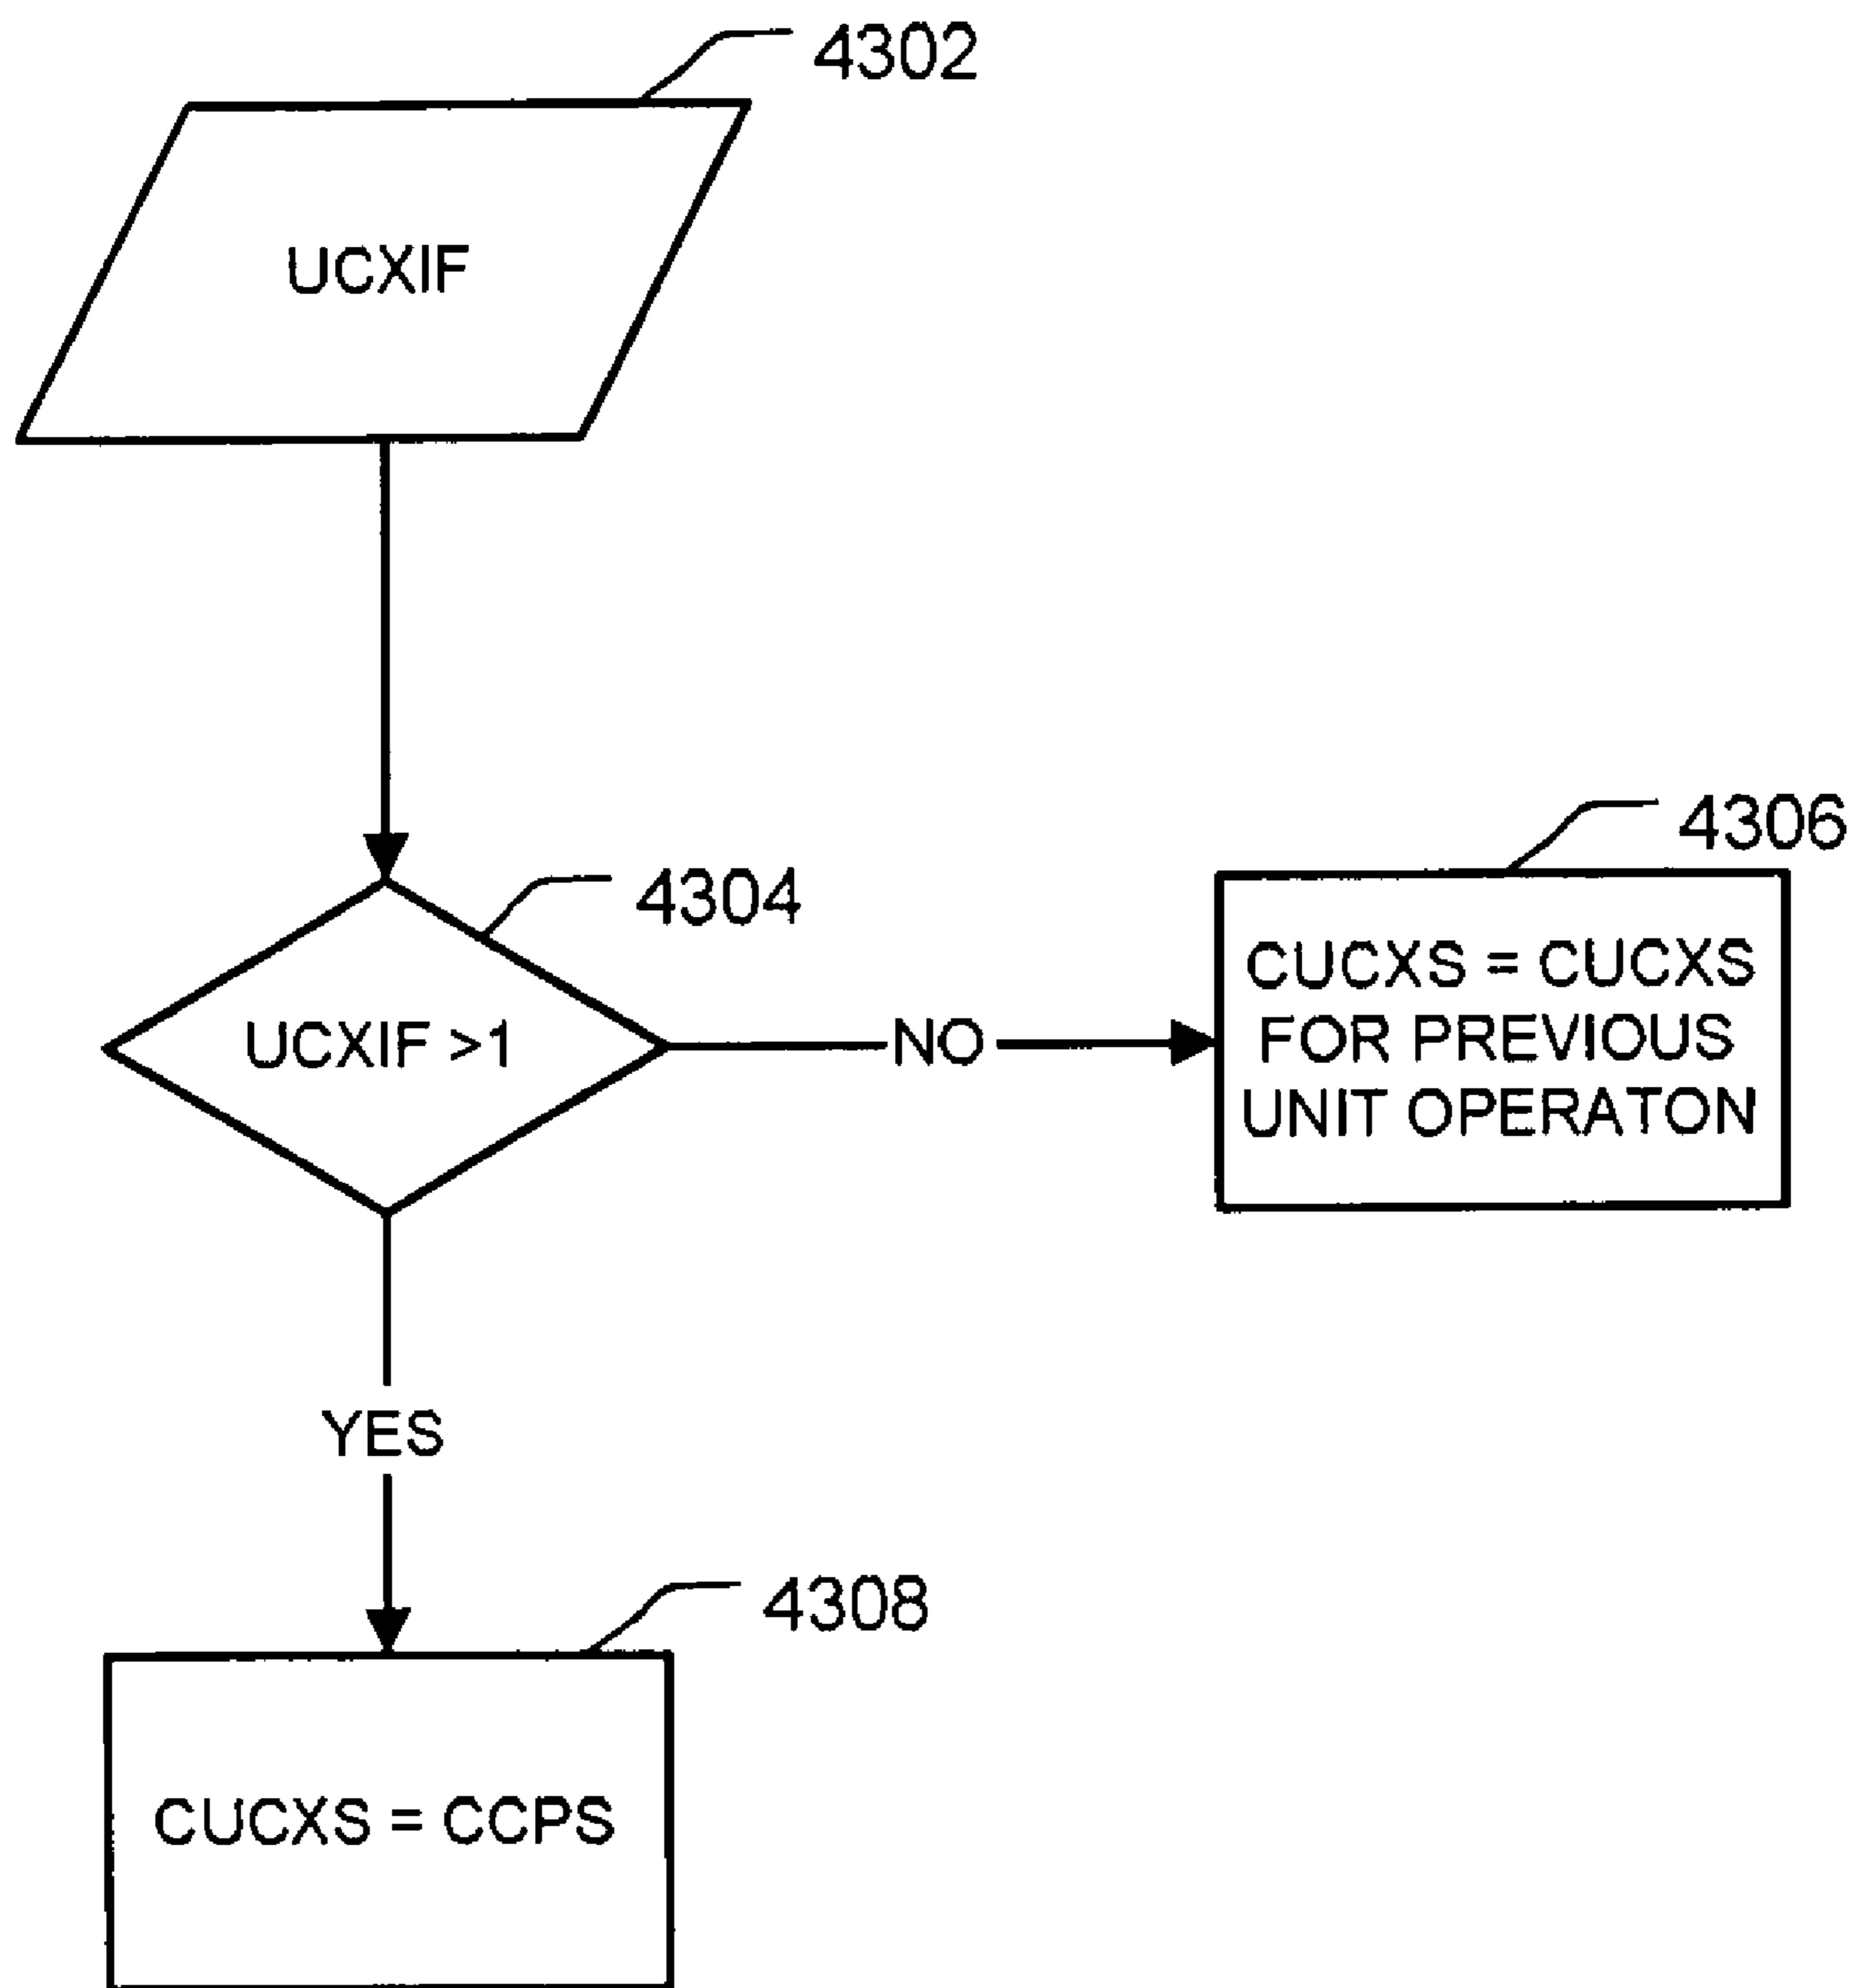 4302
UCXIF
4304
UCXIF >1
NO
4306
CUCXS = CUCXS
FOR PREVIOUS
UNIT OPERATON
YES
4308
CUCXS = CCPS